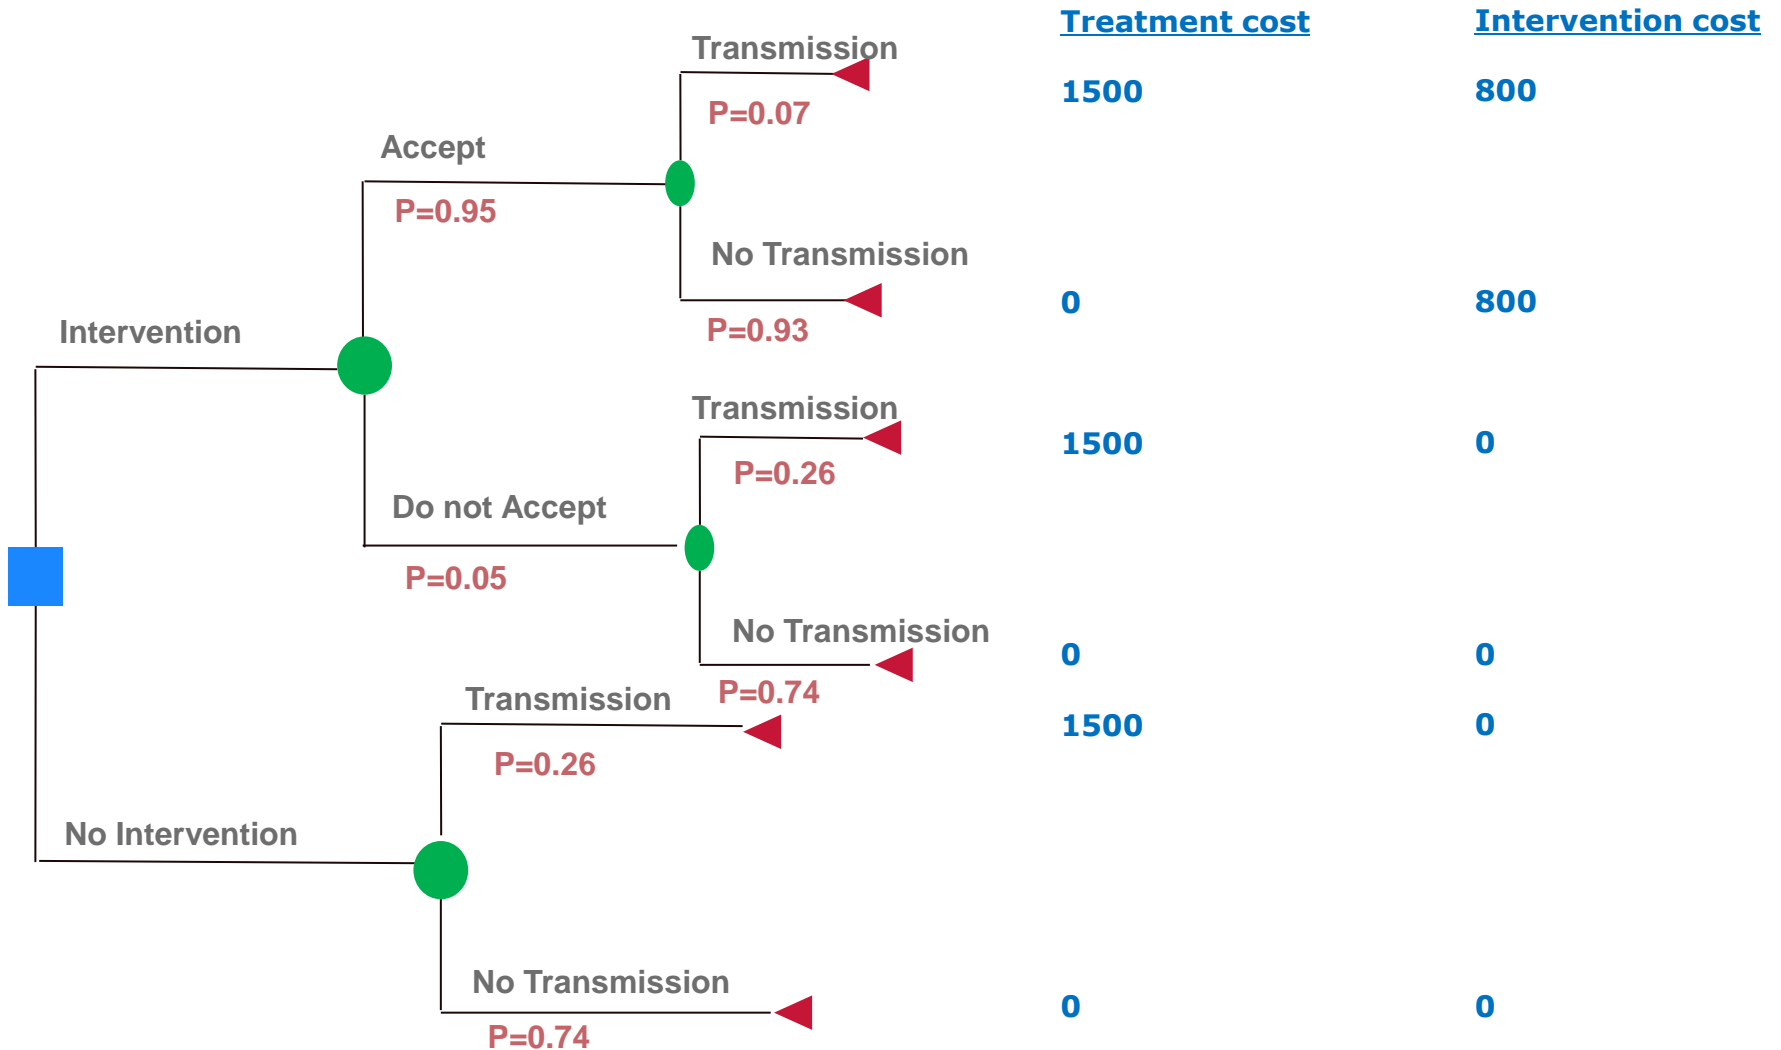 Treatment cost Intervention cost
Transmission
1500 800
P=0.07
Accept
P=0.95
No Transmission
0 800
P=0.93
Intervention
Transmission
1500 0
P=0.26
Do not Accept
P=0.05
No Transmission
0 0
P=0.74
Transmission
1500 0
P=0.26
No Intervention
No Transmission
0 0
P=0.74